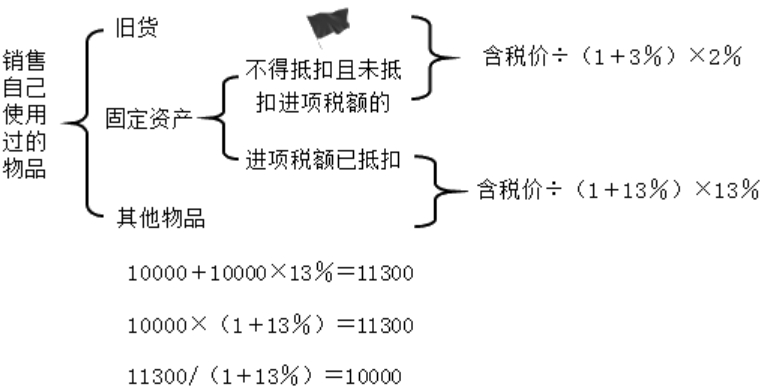 销售
自己
使用
过的
物品
旧货
固定资产
不得抵扣且未抵
扣进项税额的
进项税额已抵扣
其他物品
含税价÷（1+3%）×2%
含税价÷（1+13%）×13%
10000+10000×13%=11300
10000×（1+13%）=11300
11300/（1+13%）=10000